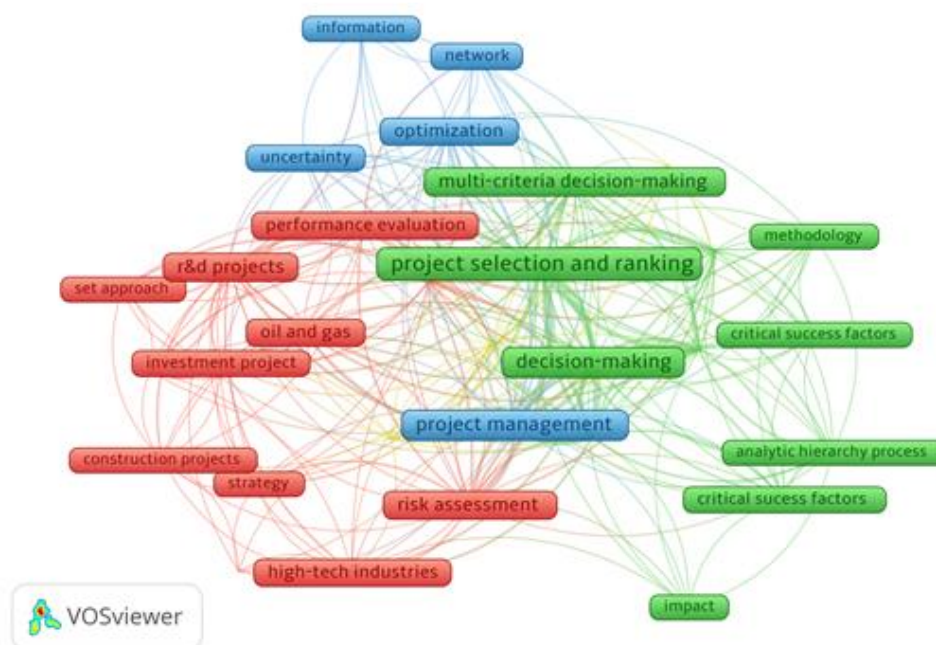 information
network
optimization
uncertainty
multi-criteria decision-making
performance evaluation
methodology
project selection and ranking
r&d projects
set approach
oil and gas
critical success factors
investment project
decision-making
project management
construction projects
analytic hierarchy process
strategy
critical sucess factors
risk assessment
high-tech industries
impact
VOSviewer